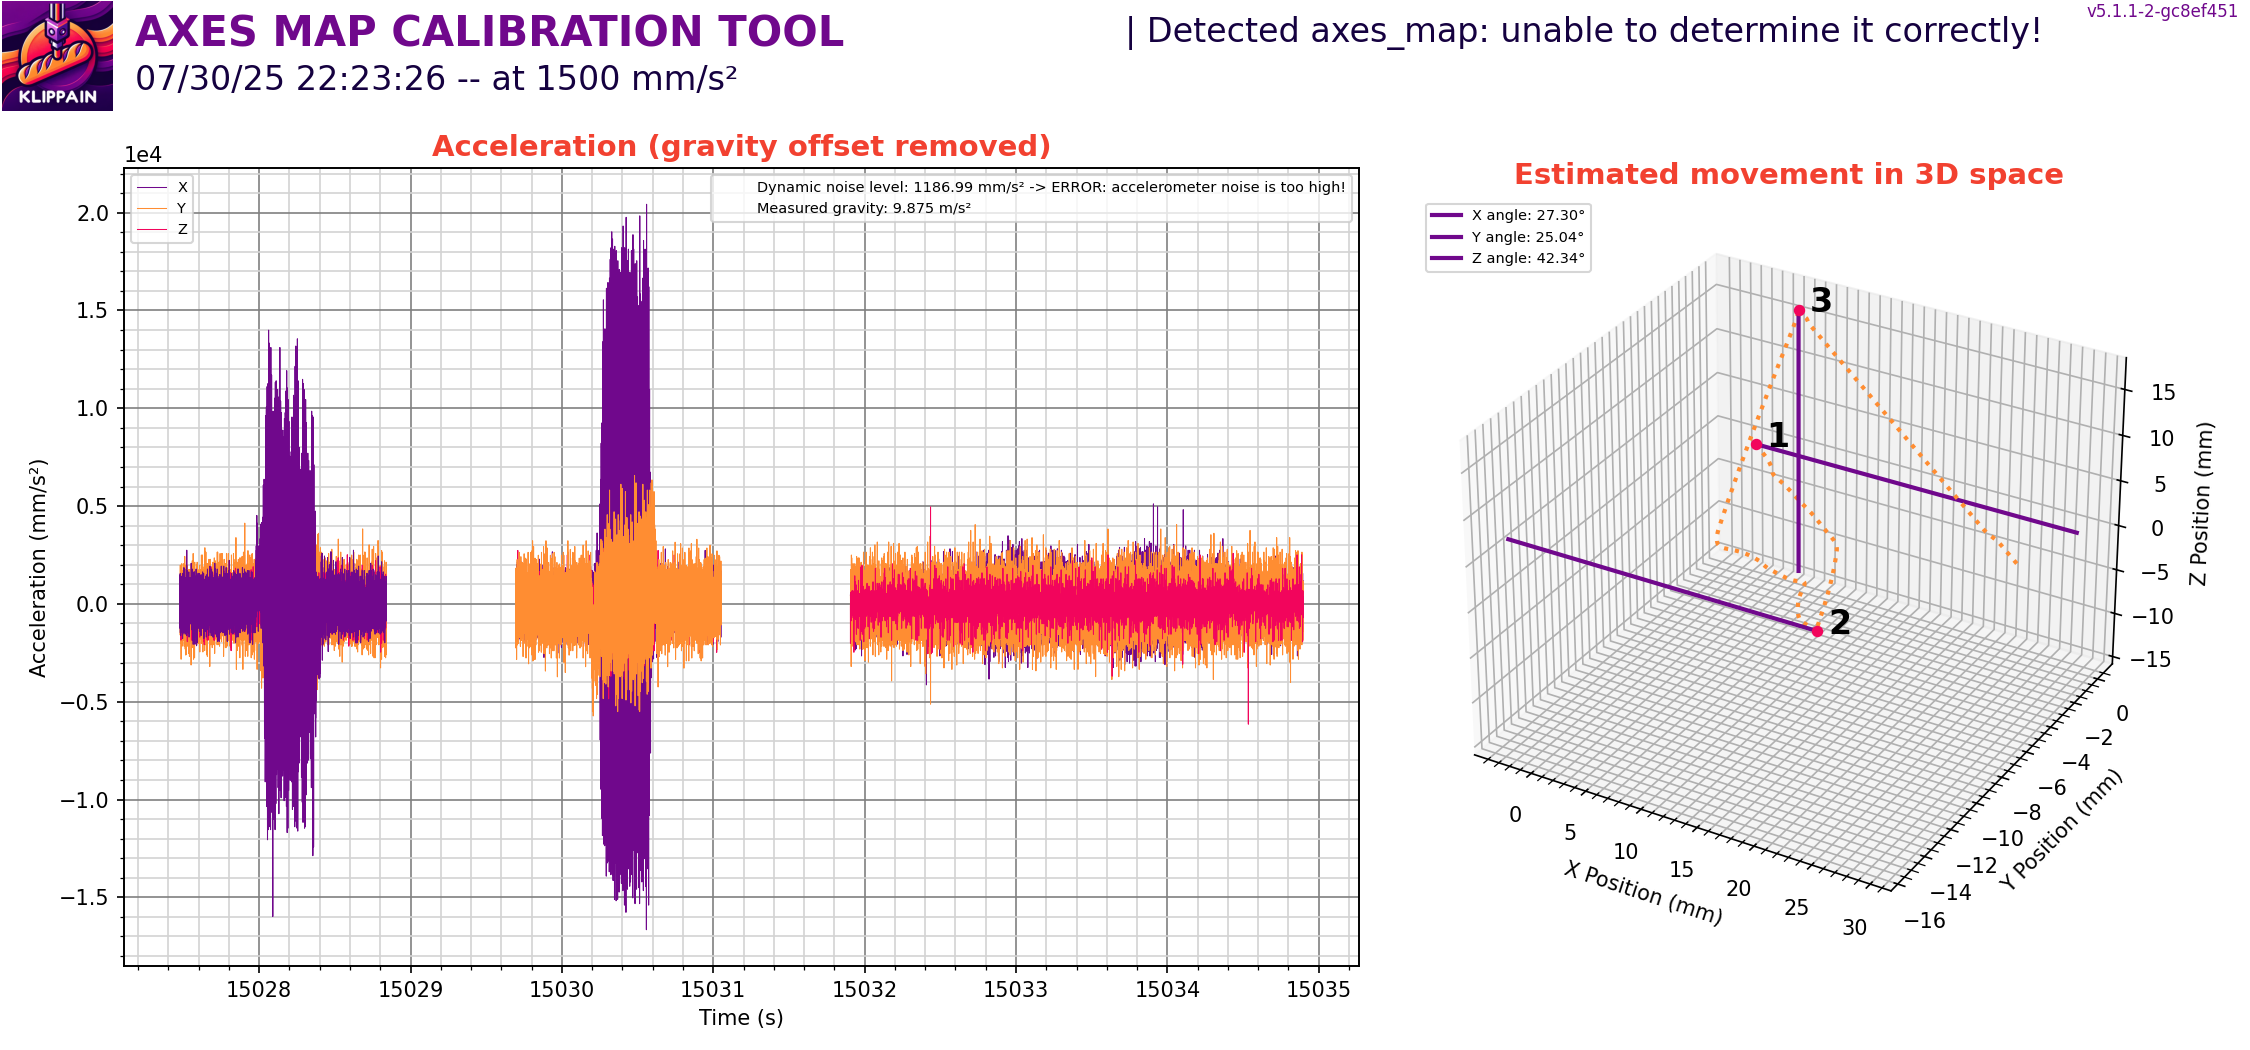 KLIPPAIN
AXES MAP CALIBRATION TOOL
07/30/25 22:23:26 -- at 1500 mm/s²
| Detected axes_map: unable to determine it correctly!
v5.1.1-2-gc8ef451
Acceleration (gravity offset removed)
1e4
X
Y
Z
Dynamic noise level: 1186.99 mm/s² -> ERROR: accelerometer noise is too high!
Measured gravity: 9.875 m/s²
2.0
1.5
1.0
0.5
0.0
−0.5
−1.0
−1.5
Acceleration (mm/s²)
15028 15029 15030 15031 15032 15033 15034 15035
Time (s)
Estimated movement in 3D space
X angle: 27.30°
Y angle: 25.04°
Z angle: 42.34°
3
1
2
15
10
5
0
−5
−10
−15
Z Position (mm)
0
−2
−4
−6
−8
−10
−12
−14
−16
Y Position (mm)
0
5
10
15
20
25
30
X Position (mm)